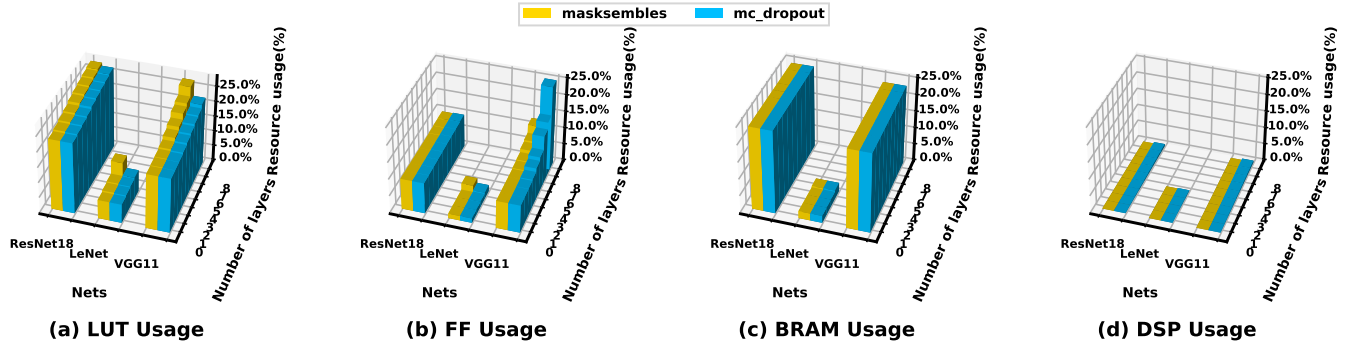 masksembles mc_dropout
25.0%
20.0%
15.0%
10.0%
5.0%
0.0%
Number of layers Resource usage(%)
ResNet18
LeNet
VGG11
Nets
(a) LUT Usage
25.0%
20.0%
15.0%
10.0%
5.0%
0.0%
Number of layers Resource usage(%)
ResNet18
LeNet
VGG11
Nets
(b) FF Usage
25.0%
20.0%
15.0%
10.0%
5.0%
0.0%
Number of layers Resource usage(%)
ResNet18
LeNet
VGG11
Nets
(c) BRAM Usage
25.0%
20.0%
15.0%
10.0%
5.0%
0.0%
Number of layers Resource usage(%)
ResNet18
LeNet
VGG11
Nets
(d) DSP Usage